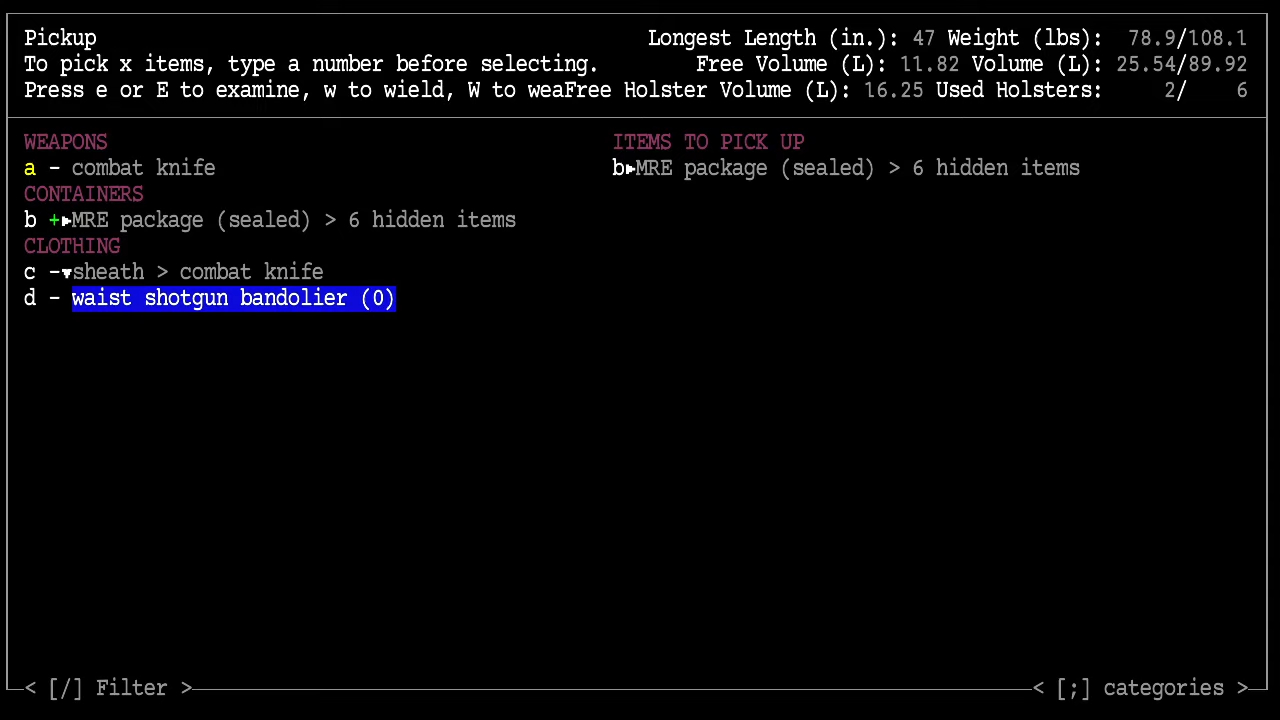 Pickup Longest Length (in.): 47 Weight (lbs): 78.9/108.1
To pick x items, type a number before selecting. Free Volume (L): 11.82 Volume (L): 25.54/89.92
Press e or E to examine, w to wield, W to weaFree Holster Volume (L): 16.25 Used Holsters: 2/ 6
WEAPONS ITEMS TO PICK UP
a - combat knife b▸MRE package (sealed) > 6 hidden items
CONTAINERS
b +▸MRE package (sealed) > 6 hidden items
CLOTHING
c -▾sheath > combat knife
d - waist shotgun bandolier (0)
< [/] Filter > < [;] categories >